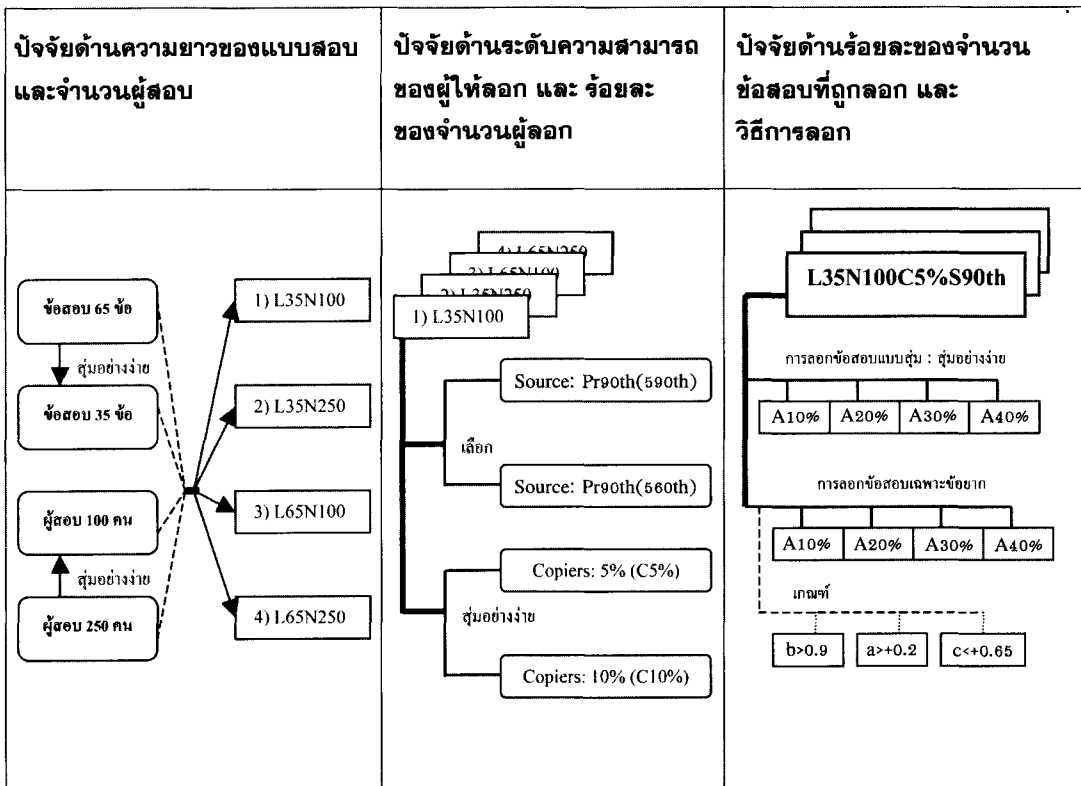 ปัจจัยด้านความยาวของแบบสอบ
และจำนวนผู้สอบ
ปัจจัยด้านระดับความสามารถ
ของผู้ให้ลอก และ ร้อยละ
ของจำนวนผู้ลอก
ปัจจัยด้านร้อยละของจำนวน
ข้อสอบที่ถูกลอก และ
วิธีการลอก
ข้อสอบ 65 ข้อ
สุ่มอย่างง่าย
ข้อสอบ 35 ข้อ
ผู้สอบ 100 คน
สุ่มอย่างง่าย
ผู้สอบ 250 คน
1) L35N100
2) L35N250
3) L65N100
4) L65N250
4) L65N250
3) L65N100
2) L35N250
1) L35N100
Source: Pr90th(590th)
เลือก
Source: Pr90th(560th)
Copiers: 5% (C5%)
สุ่มอย่างง่าย
Copiers: 10% (C10%)
L35N100C5%S90th
การลอกข้อสอบแบบสุ่ม : สุ่มอย่างง่าย
A10% A20% A30% A40%
การลอกข้อสอบเฉพาะข้อยาก
A10% A20% A30% A40%
เกณฑ์
b>0.9 a>+0.2 c<+0.65